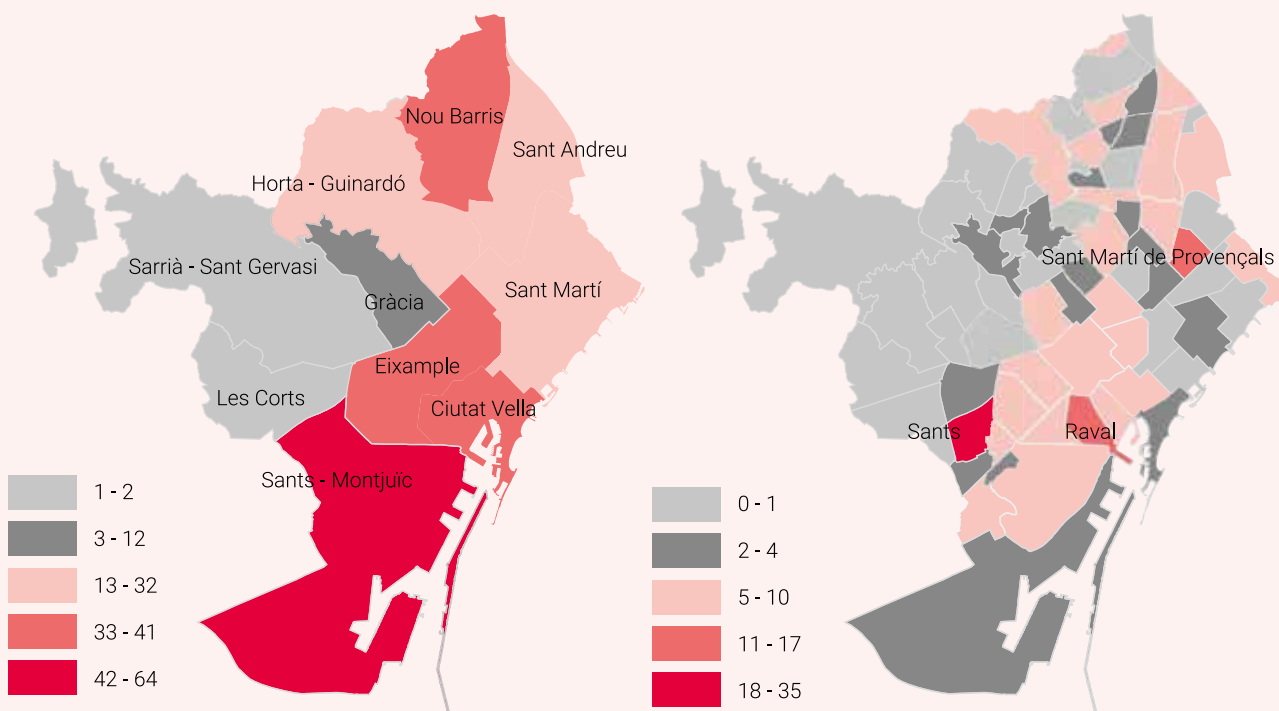 Nou Barris
Sant Andreu
Horta - Guinardó
Sarrià - Sant Gervasi
Gràcia
Sant Martí
Eixample
Les Corts
Ciutat Vella
Sants - Montjuïc
1 - 2
3 - 12
13 - 32
33 - 41
42 - 64
Sant Martí de Provençals
Sants
Raval
0 - 1
2 - 4
5 - 10
11 - 17
18 - 35